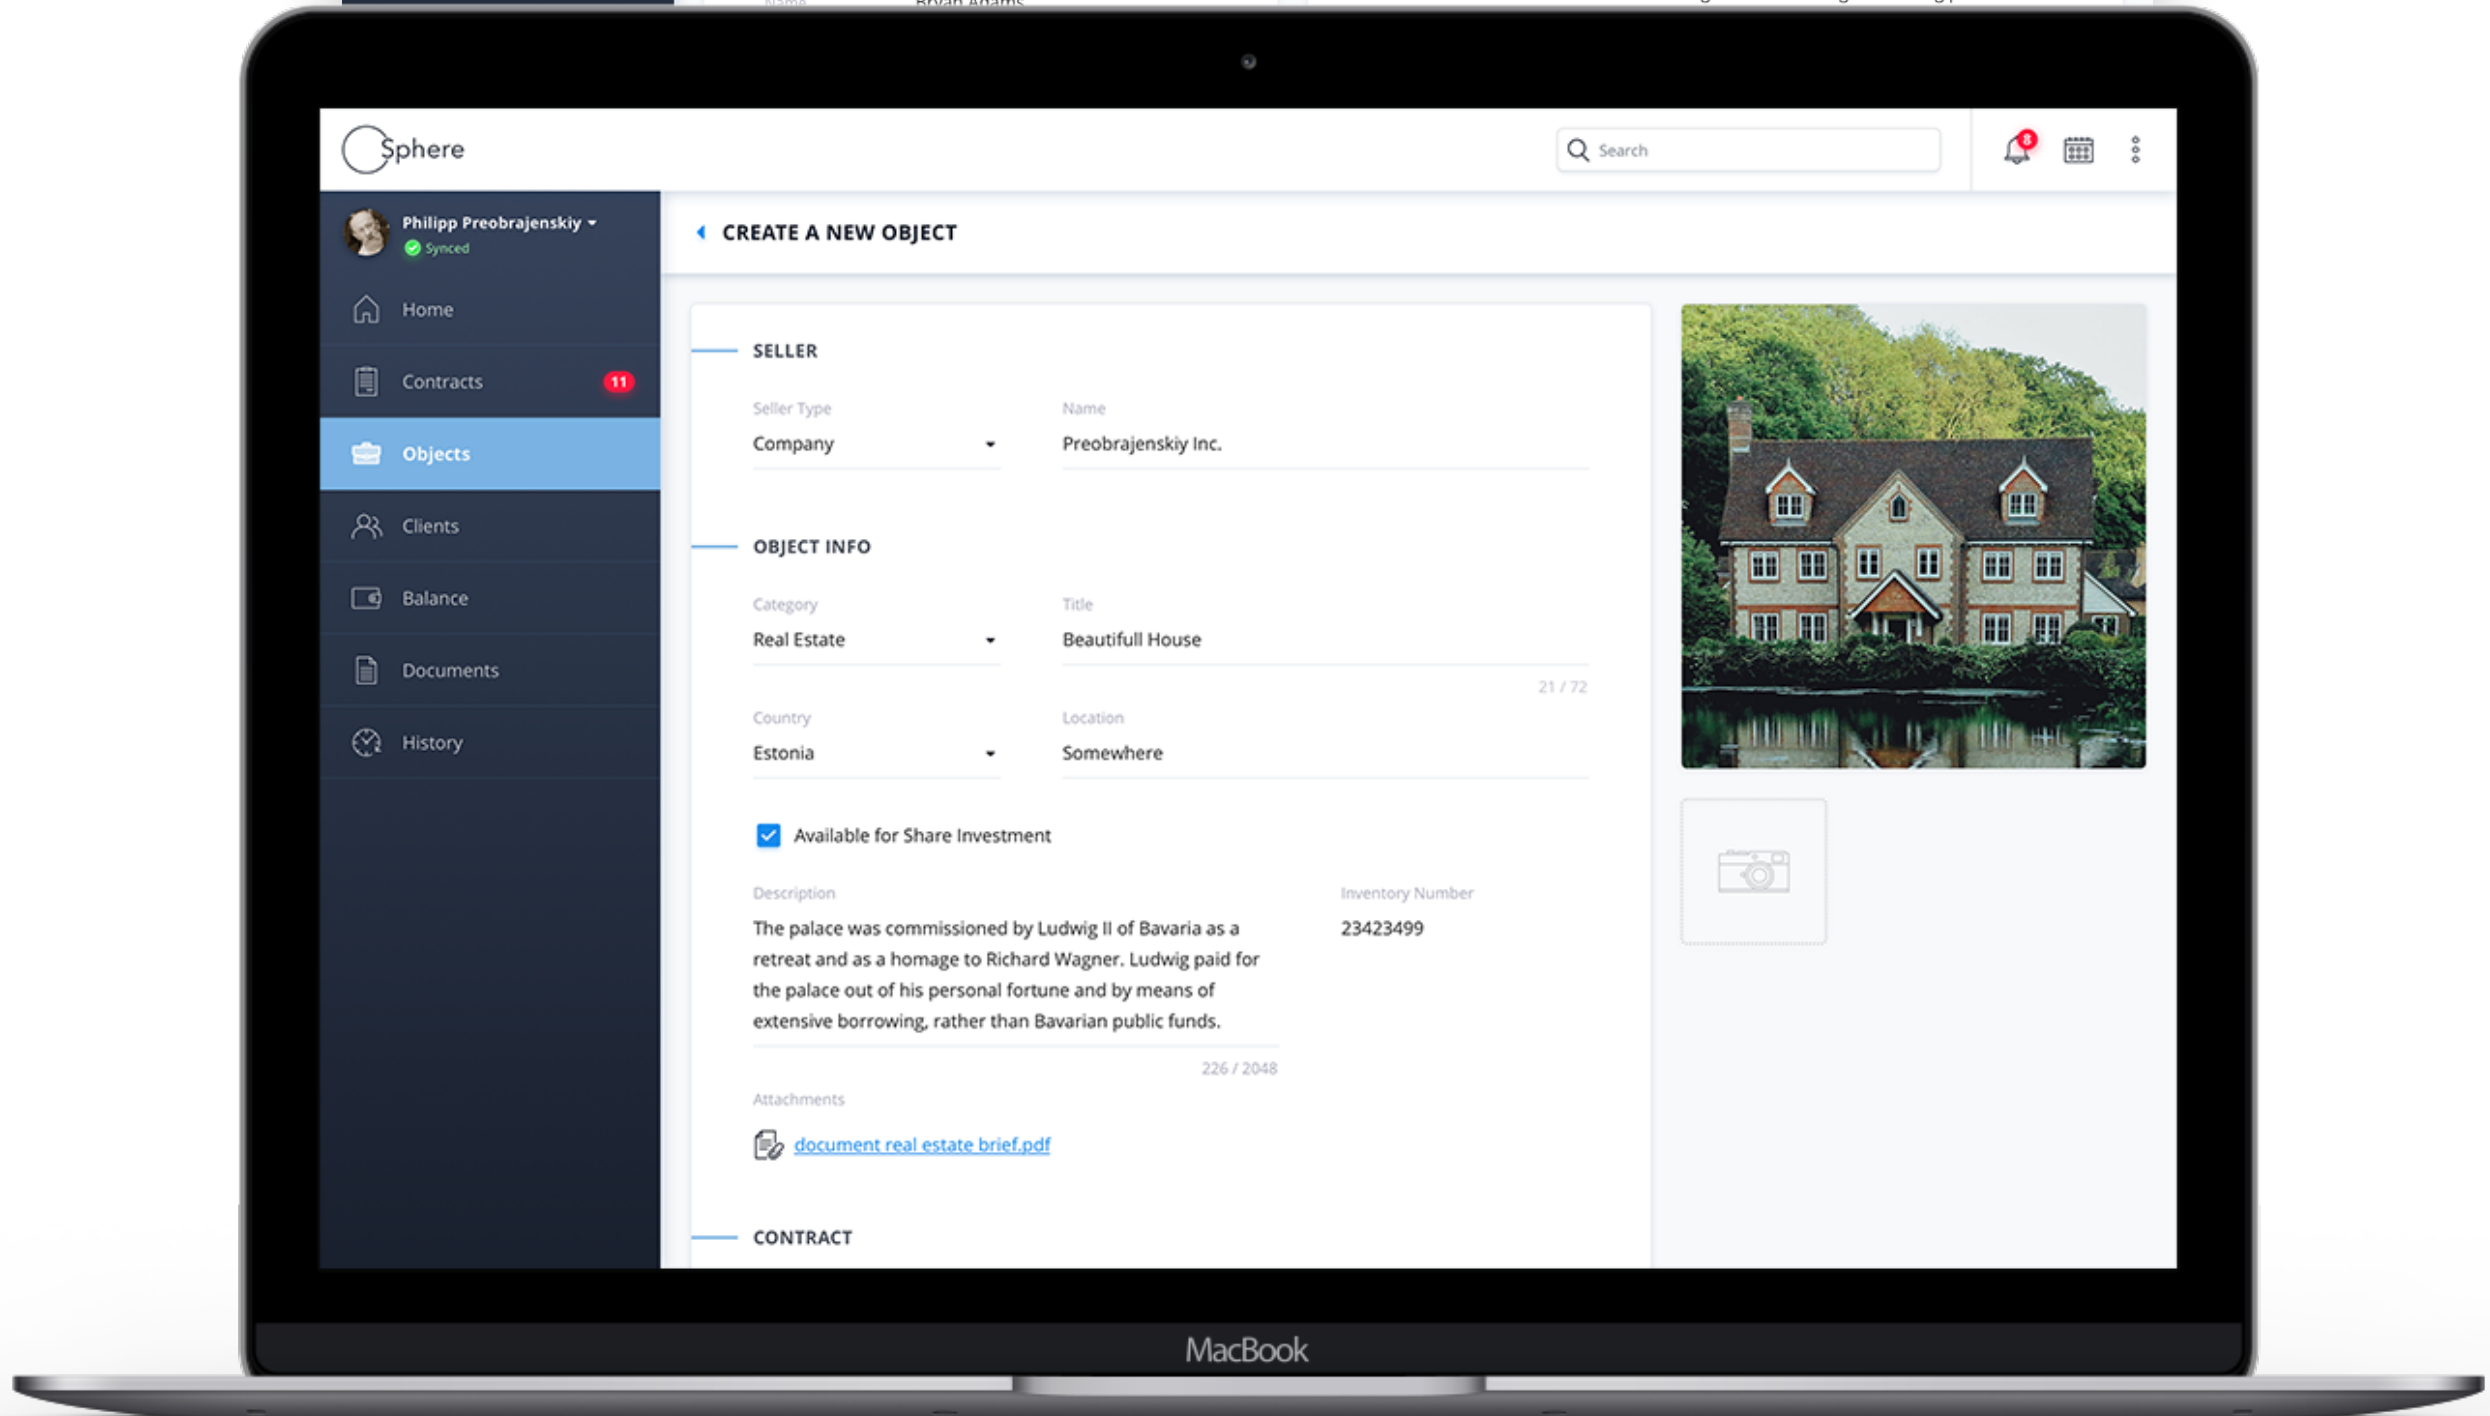 Name Bryan Adams
Sphere
Search
8
Philipp Preobrajenskiy
Synced
Home
Contracts 11
Objects
Clients
Balance
Documents
History
CREATE A NEW OBJECT
SELLER
Seller Type Name
Company Preobrajenskiy Inc.
OBJECT INFO
Category Title
Real Estate Beautifull House
21 / 72
Country Location
Estonia Somewhere
Available for Share Investment
Description Inventory Number
The palace was commissioned by Ludwig II of Bavaria as a 23423499
retreat and as a homage to Richard Wagner. Ludwig paid for
the palace out of his personal fortune and by means of
extensive borrowing, rather than Bavarian public funds.
226 / 2048
Attachments
document real estate brief.pdf
CONTRACT
MacBook